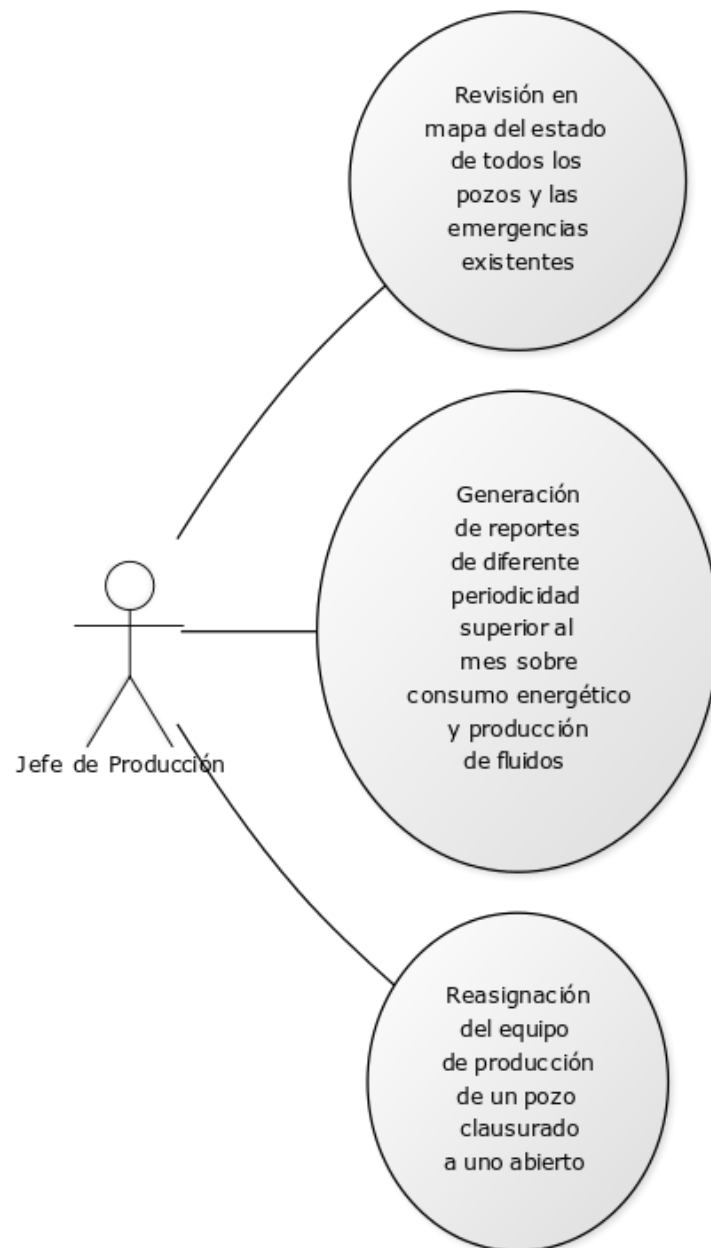 Revisión en
mapa del estado
de todos los
pozos y las
emergencias
existentes
Generación
de reportes
de diferente
periodicidad
superior al
mes sobre
consumo energético
y producción
de fluidos
Jefe de Producción
Reasignación
del equipo
de producción
de un pozo
clausurado
a uno abierto